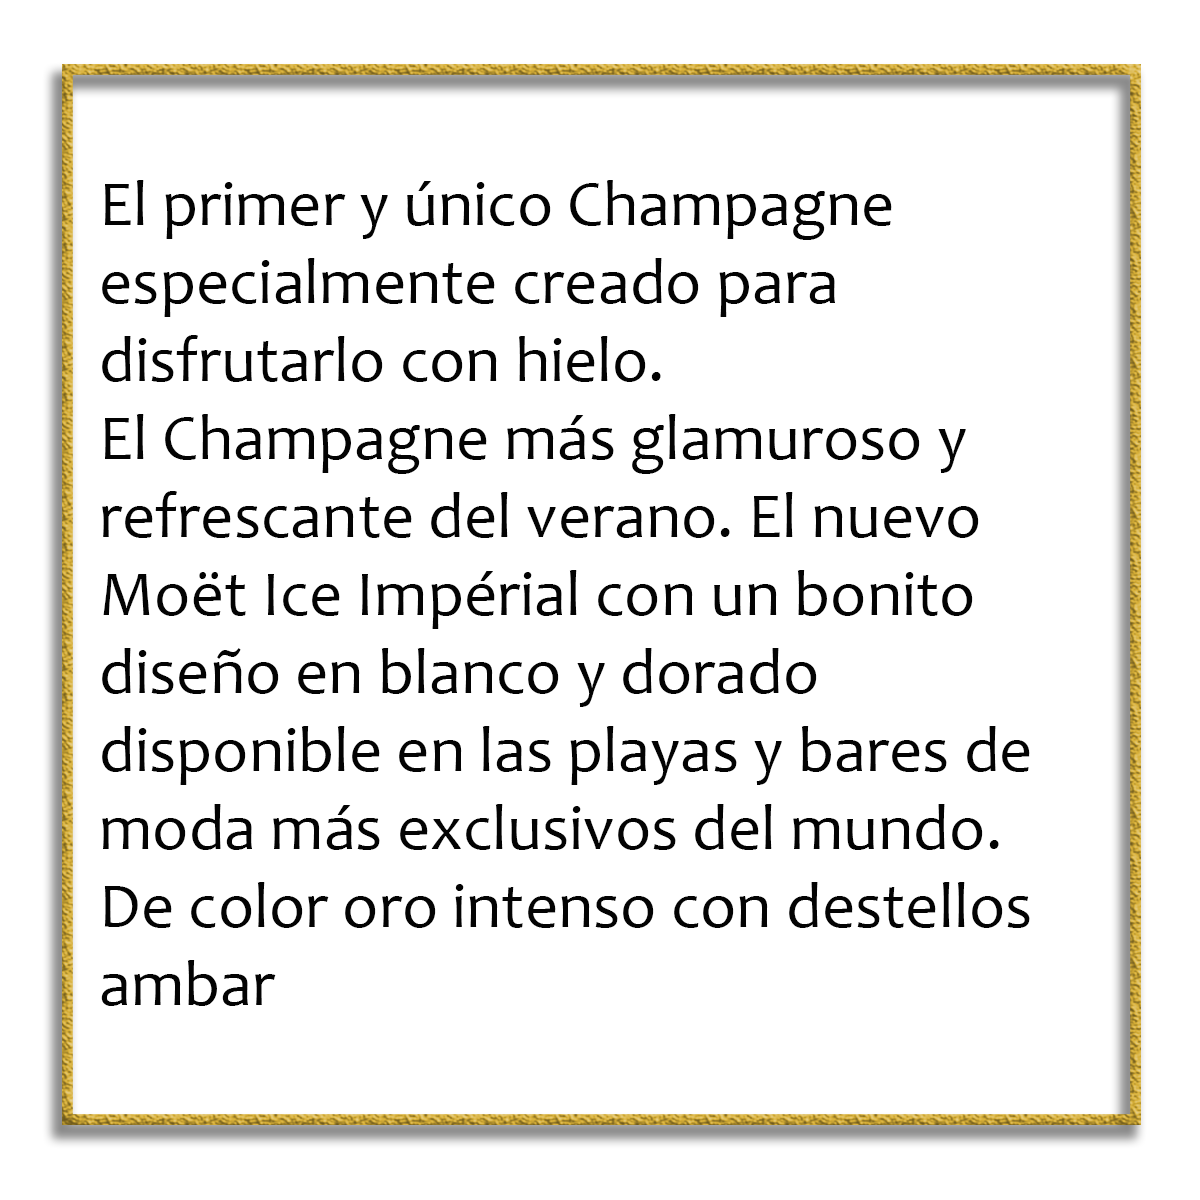 El primer y único Champagne
especialmente creado para
disfrutarlo con hielo.
El Champagne más glamuroso y
refrescante del verano. El nuevo
Moët Ice Impérial con un bonito
diseño en blanco y dorado
disponible en las playas y bares de
moda más exclusivos del mundo.
De color oro intenso con destellos
ambar